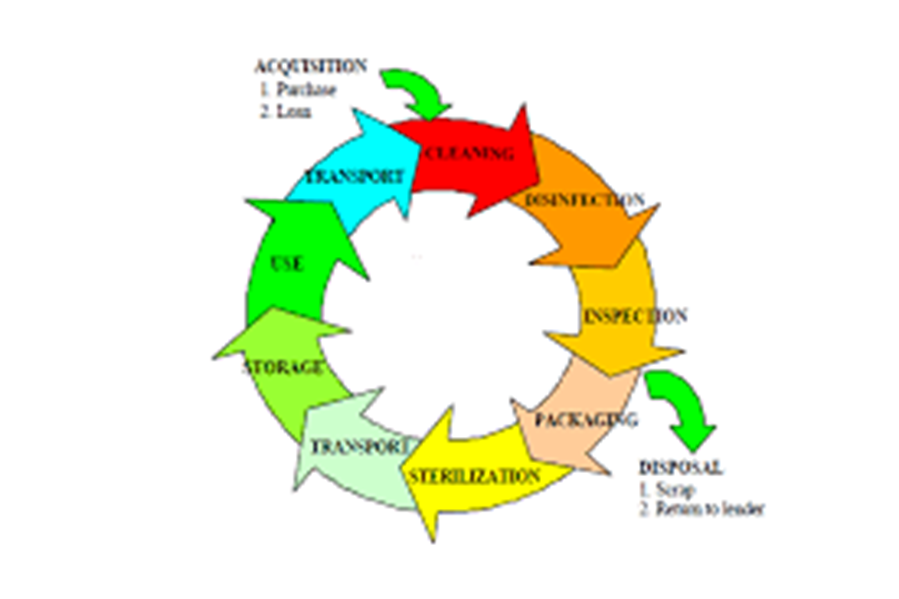 ACQUISITION
1. Purchase
2. Loan
CLEANING
DISINFECTION
INSPECTION
PACKAGING
STERILIZATION
TRANSPORT
STORAGE
USE
TRANSPORT
DISPOSAL
1. Scrap
2. Return to lender